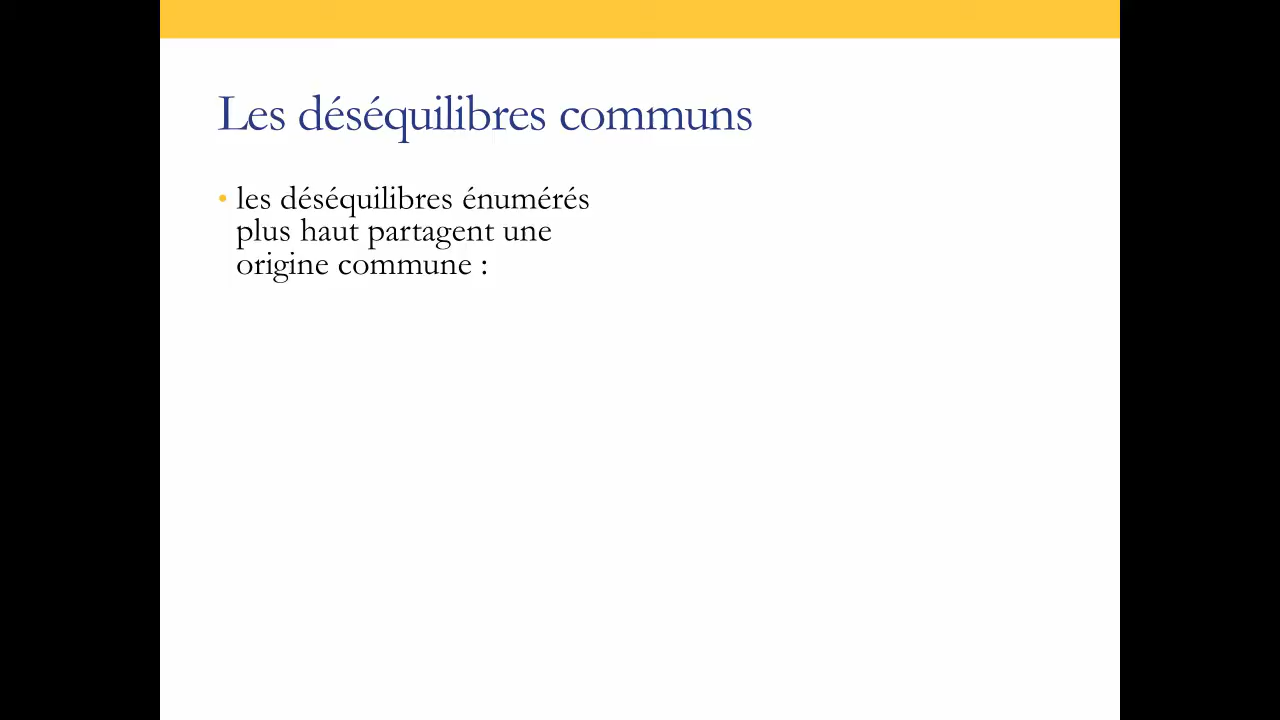 Les déséquilibres communs
• les déséquilibres énumérés
plus haut partagent une
origine commune :